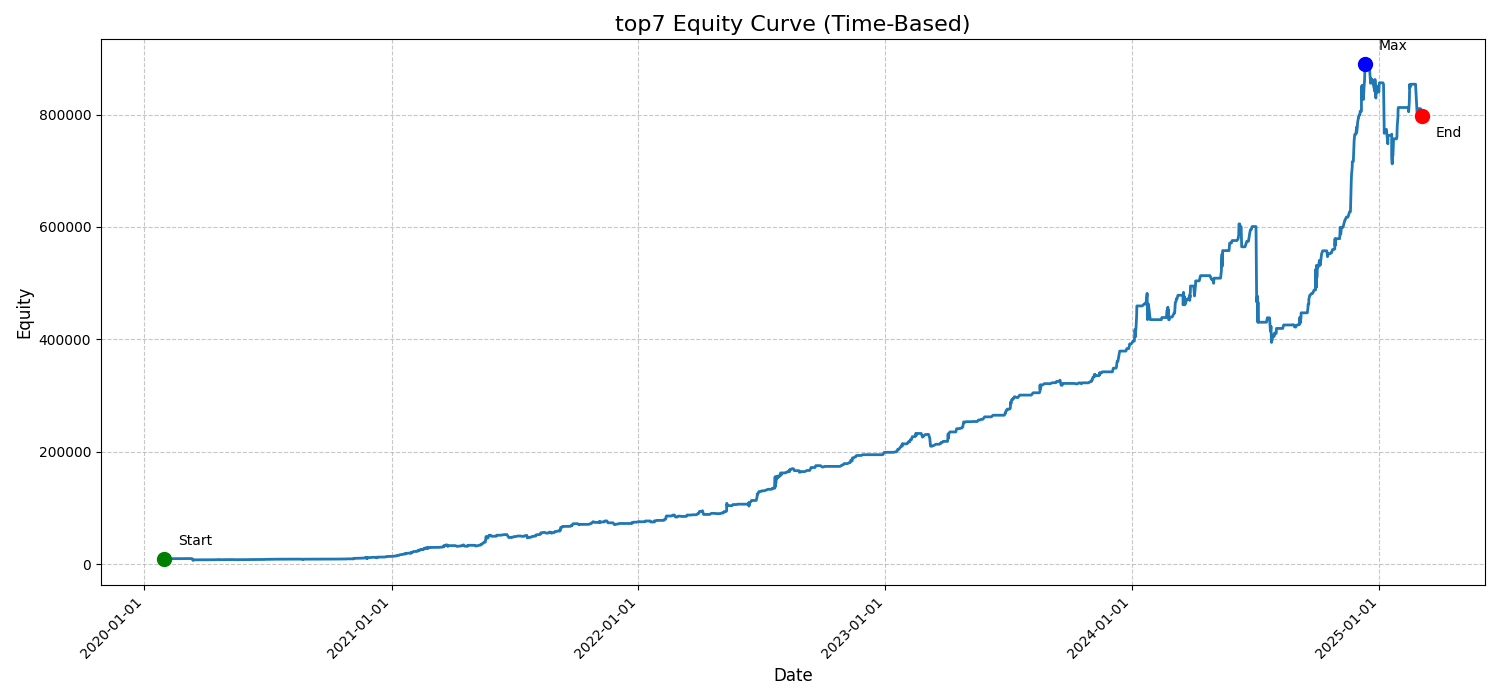 top7 Equity Curve (Time-Based)
Max
800000
End
600000
Equity
400000
200000
Start
0
2020-01-01
2021-01-01
2022-01-01
2023-01-01
2024-01-01
2025-01-01
Date